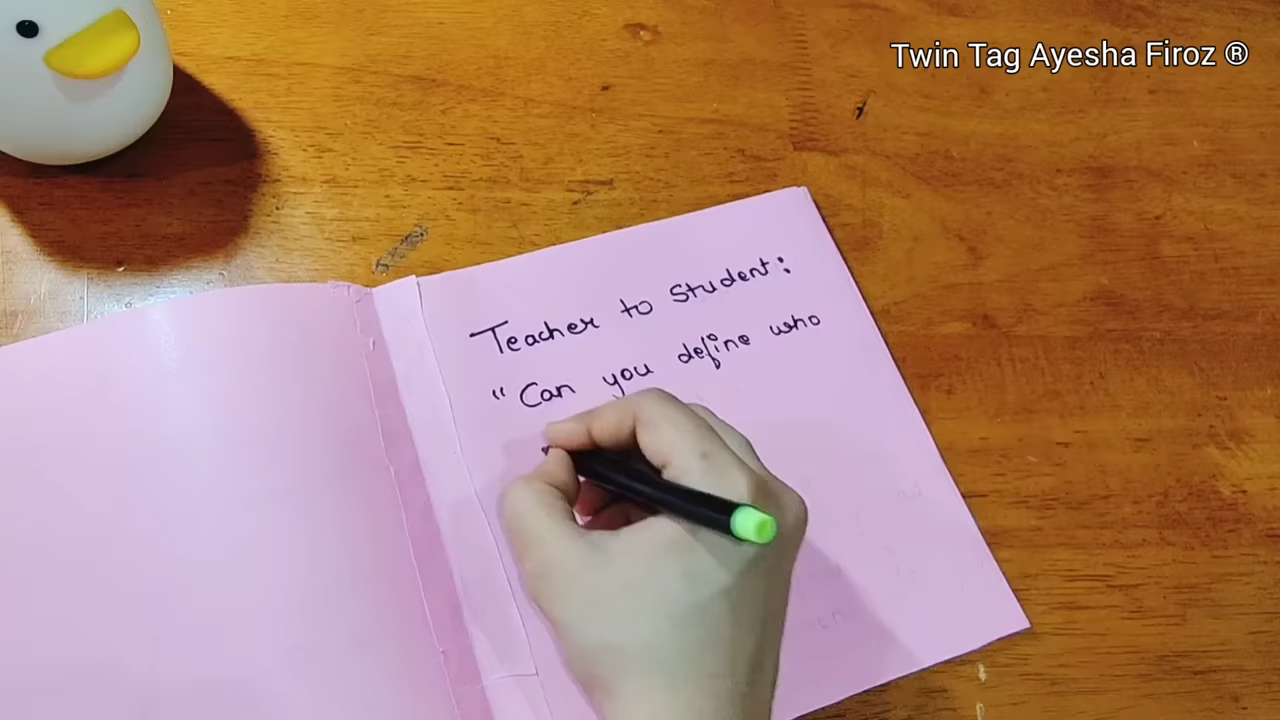 Twin Tag Ayesha Firoz ®
Teacher to Student:
"Can you define who